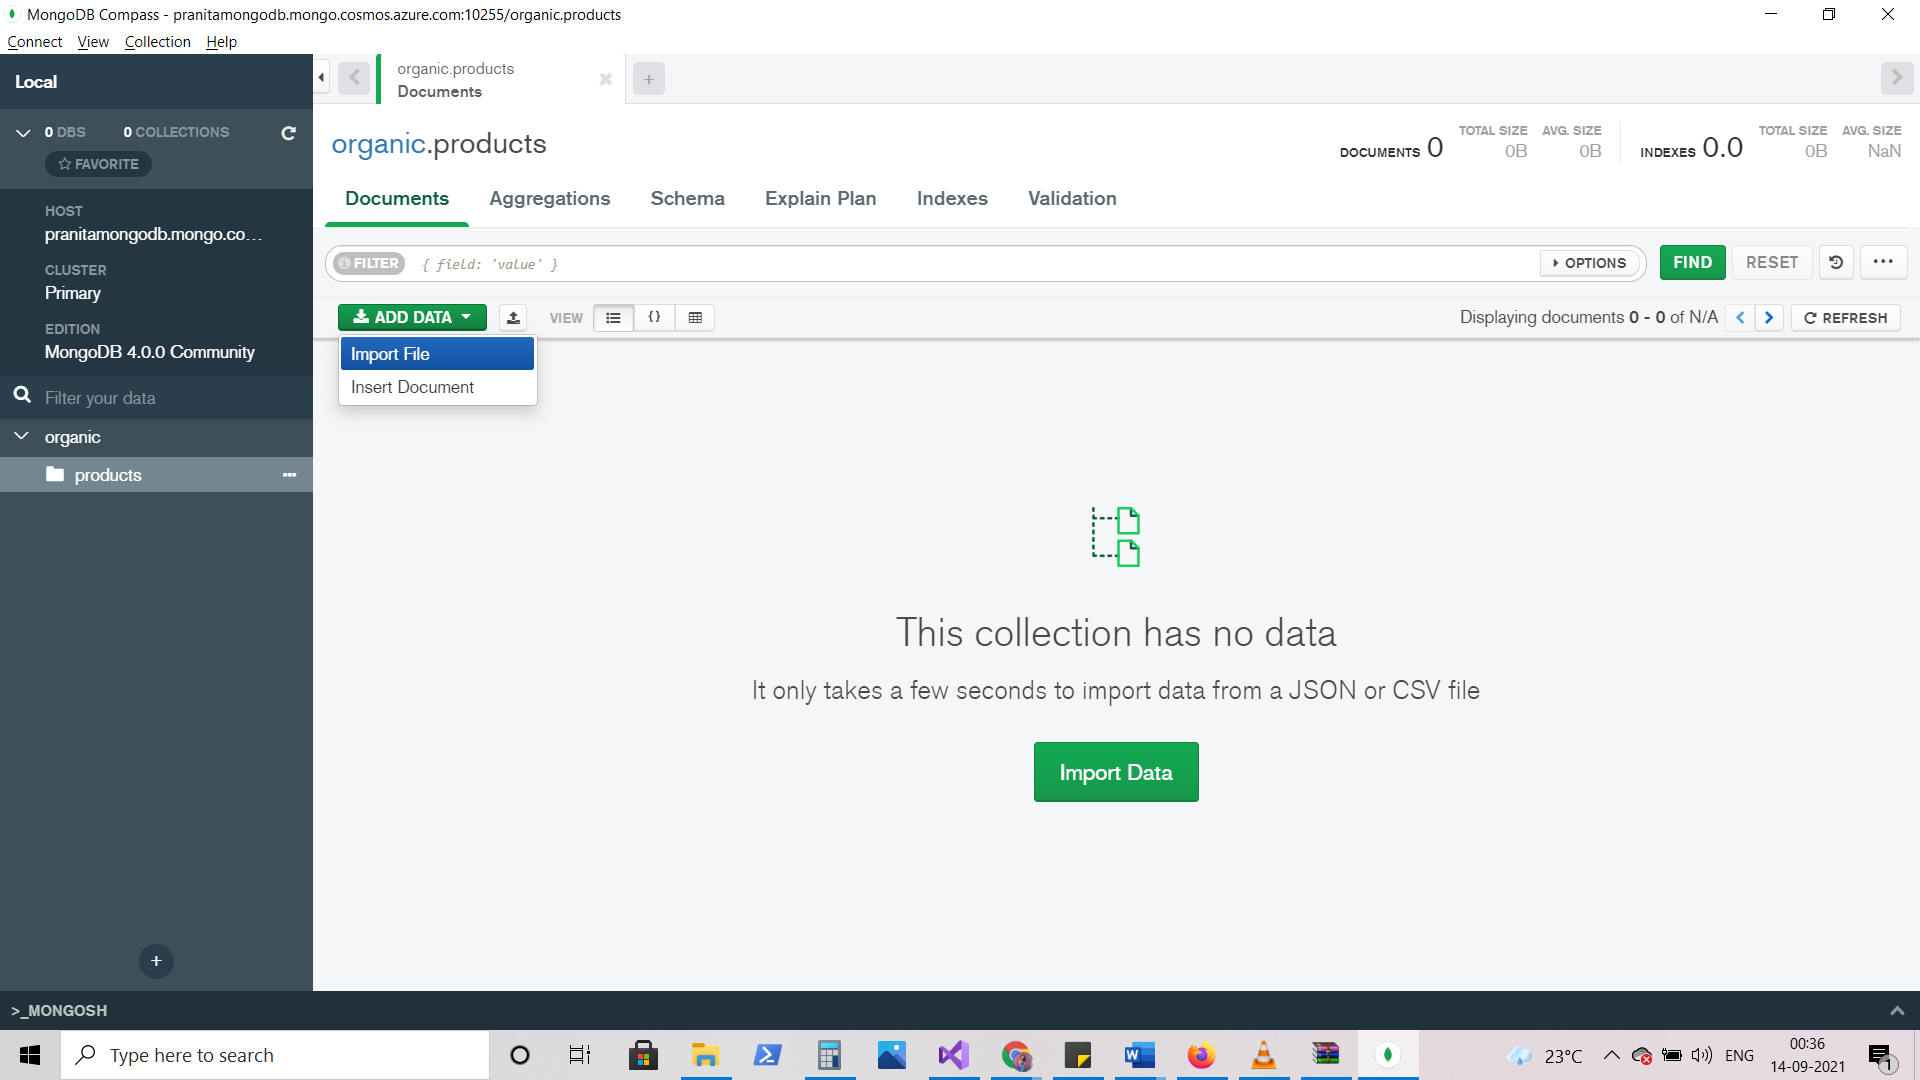 MongoDB Compass - pranitamongodb.mongo.cosmos.azure.com:10255/organic.products
Connect View Collection Help
Local
organic.products
Documents
0 DBS 0 COLLECTIONS
FAVORITE
HOST
pranitamongodb.mongo.co...
CLUSTER
Primary
EDITION
MongoDB 4.0.0 Community
Filter your data
organic
products
organic.products
DOCUMENTS 0 TOTAL SIZE 0B AVG. SIZE 0B INDEXES 0.0 TOTAL SIZE 0B AVG. SIZE NaN
Documents Aggregations Schema Explain Plan Indexes Validation
FILTER { field: 'value' } OPTIONS FIND RESET
ADD DATA VIEW {} Displaying documents 0 - 0 of N/A REFRESH
Import File
Insert Document
This collection has no data
It only takes a few seconds to import data from a JSON or CSV file
Import Data
>_MONGOSH
Type here to search
23°C ENG
00:36
14-09-2021
1